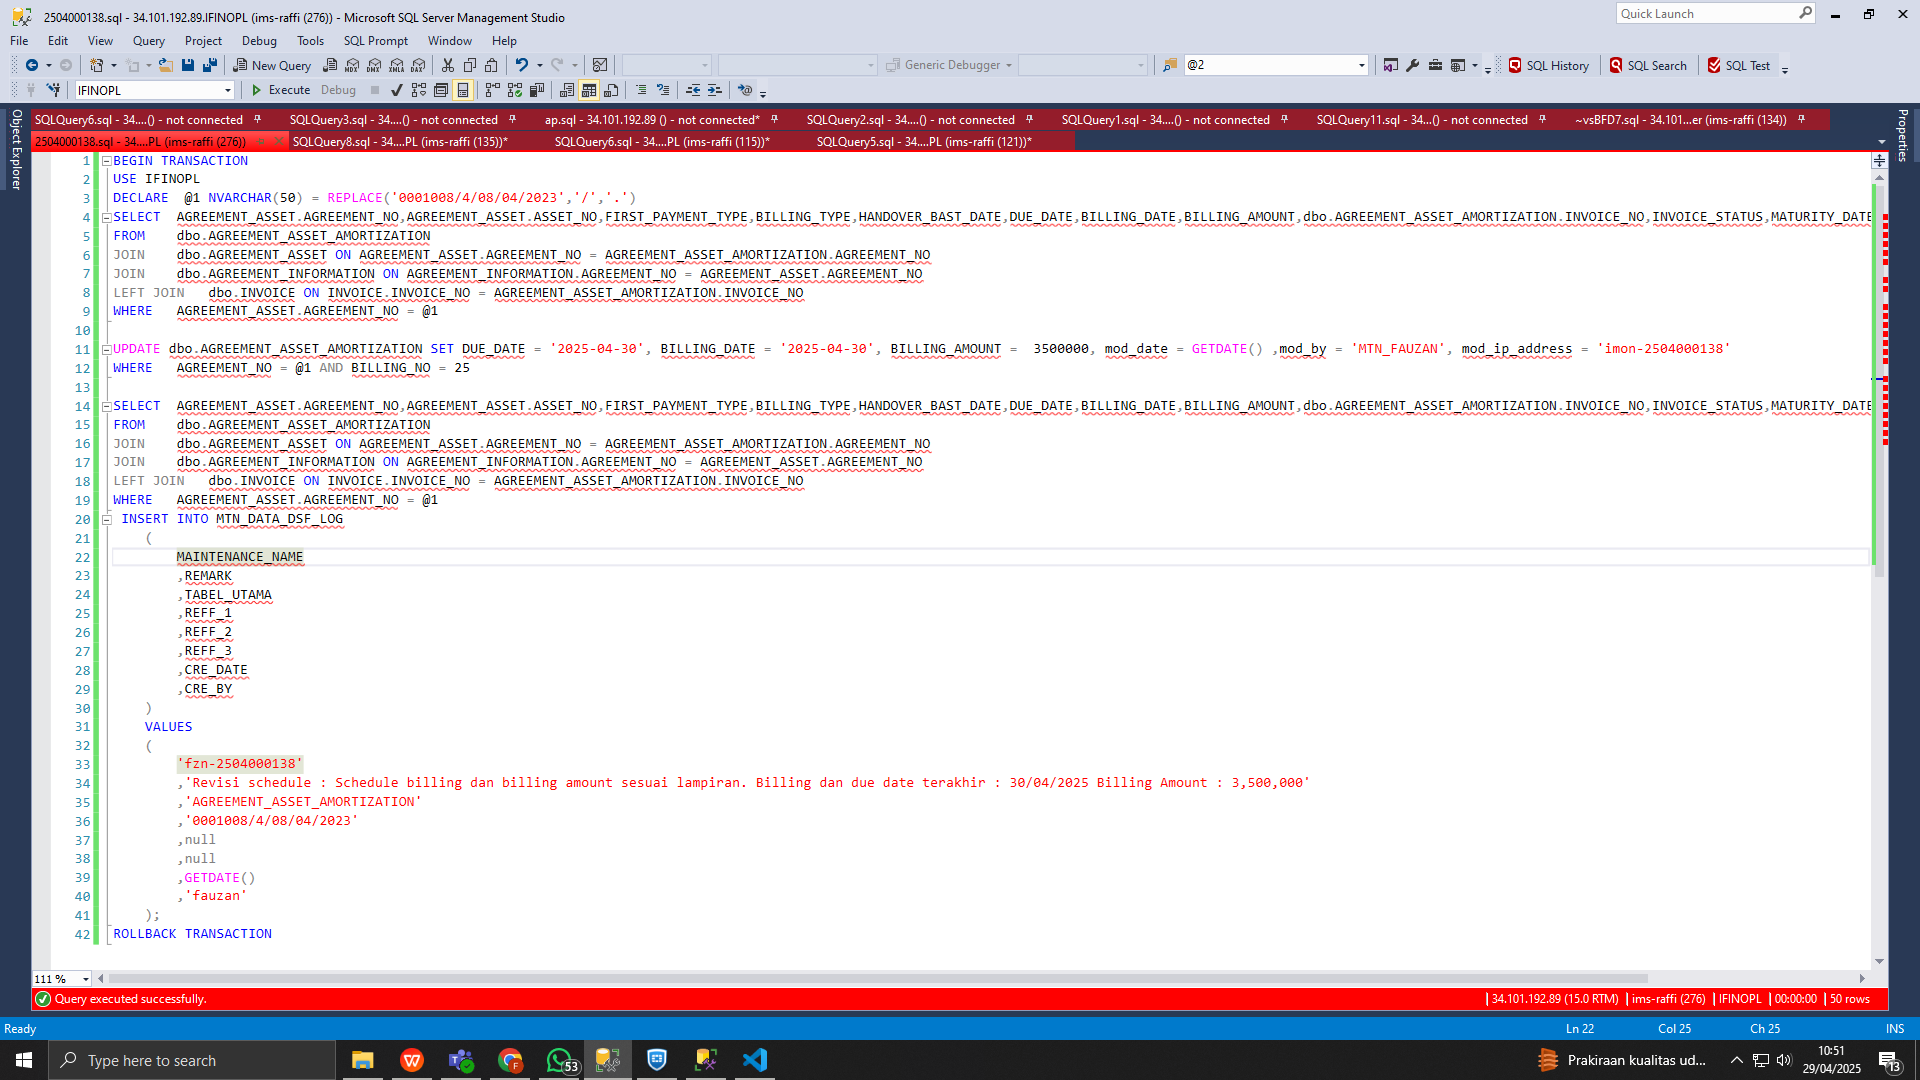 2504000138.sql - 34.101.192.89.IFINOPL (ims-raffi (276)) - Microsoft SQL Server Management Studio
Quick Launch
File Edit View Query Project Debug Tools SQL Prompt Window Help
New Query
MDX DMX XMLA DAX
Generic Debugger
@2
SQL History
SQL Search
SQL Test
IFINOPL
Execute Debug
Object Explorer
Properties
SQLQuery6.sql - 34....() - not connected
SQLQuery3.sql - 34....() - not connected
ap.sql - 34.101.192.89 () - not connected*
SQLQuery2.sql - 34....() - not connected
SQLQuery1.sql - 34....() - not connected
SQLQuery11.sql - 34...() - not connected
~vsBFD7.sql - 34.101...er (ims-raffi (134))
2504000138.sql - 34....PL (ims-raffi (276))
SQLQuery8.sql - 34....PL (ims-raffi (135))*
SQLQuery6.sql - 34....PL (ims-raffi (115))*
SQLQuery5.sql - 34....PL (ims-raffi (121))*
1 BEGIN TRANSACTION
2 USE IFINOPL
3 DECLARE @1 NVARCHAR(50) = REPLACE('0001008/4/08/04/2023','/','.')
4 SELECT AGREEMENT_ASSET.AGREEMENT_NO,AGREEMENT_ASSET.ASSET_NO,FIRST_PAYMENT_TYPE,BILLING_TYPE,HANDOVER_BAST_DATE,DUE_DATE,BILLING_DATE,BILLING_AMOUNT,dbo.AGREEMENT_ASSET_AMORTIZATION.INVOICE_NO,INVOICE_STATUS,MATURITY_DATE
5 FROM dbo.AGREEMENT_ASSET_AMORTIZATION
6 JOIN dbo.AGREEMENT_ASSET ON AGREEMENT_ASSET.AGREEMENT_NO = AGREEMENT_ASSET_AMORTIZATION.AGREEMENT_NO
7 JOIN dbo.AGREEMENT_INFORMATION ON AGREEMENT_INFORMATION.AGREEMENT_NO = AGREEMENT_ASSET.AGREEMENT_NO
8 LEFT JOIN dbo.INVOICE ON INVOICE.INVOICE_NO = AGREEMENT_ASSET_AMORTIZATION.INVOICE_NO
9 WHERE AGREEMENT_ASSET.AGREEMENT_NO = @1
10
11 UPDATE dbo.AGREEMENT_ASSET_AMORTIZATION SET DUE_DATE = '2025-04-30', BILLING_DATE = '2025-04-30', BILLING_AMOUNT = 3500000, mod_date = GETDATE() ,mod_by = 'MTN_FAUZAN', mod_ip_address = 'imon-2504000138'
12 WHERE AGREEMENT_NO = @1 AND BILLING_NO = 25
13
14 SELECT AGREEMENT_ASSET.AGREEMENT_NO,AGREEMENT_ASSET.ASSET_NO,FIRST_PAYMENT_TYPE,BILLING_TYPE,HANDOVER_BAST_DATE,DUE_DATE,BILLING_DATE,BILLING_AMOUNT,dbo.AGREEMENT_ASSET_AMORTIZATION.INVOICE_NO,INVOICE_STATUS,MATURITY_DATE
15 FROM dbo.AGREEMENT_ASSET_AMORTIZATION
16 JOIN dbo.AGREEMENT_ASSET ON AGREEMENT_ASSET.AGREEMENT_NO = AGREEMENT_ASSET_AMORTIZATION.AGREEMENT_NO
17 JOIN dbo.AGREEMENT_INFORMATION ON AGREEMENT_INFORMATION.AGREEMENT_NO = AGREEMENT_ASSET.AGREEMENT_NO
18 LEFT JOIN dbo.INVOICE ON INVOICE.INVOICE_NO = AGREEMENT_ASSET_AMORTIZATION.INVOICE_NO
19 WHERE AGREEMENT_ASSET.AGREEMENT_NO = @1
20 INSERT INTO MTN_DATA_DSF_LOG
21 (
22 MAINTENANCE_NAME
23 ,REMARK
24 ,TABEL_UTAMA
25 ,REFF_1
26 ,REFF_2
27 ,REFF_3
28 ,CRE_DATE
29 ,CRE_BY
30 )
31 VALUES
32 (
33 'fzn-2504000138'
34 ,'Revisi schedule : Schedule billing dan billing amount sesuai lampiran. Billing dan due date terakhir : 30/04/2025 Billing Amount : 3,500,000'
35 ,'AGREEMENT_ASSET_AMORTIZATION'
36 ,'0001008/4/08/04/2023'
37 ,null
38 ,null
39 ,GETDATE()
40 ,'fauzan'
41 );
42 ROLLBACK TRANSACTION
111 %
Query executed successfully.
34.101.192.89 (15.0 RTM) ims-raffi (276) IFINOPL 00:00:00 50 rows
Ready
Ln 22 Col 25 Ch 25 INS
Type here to search
53
Prakiraan kualitas ud...
10:51
29/04/2025
13